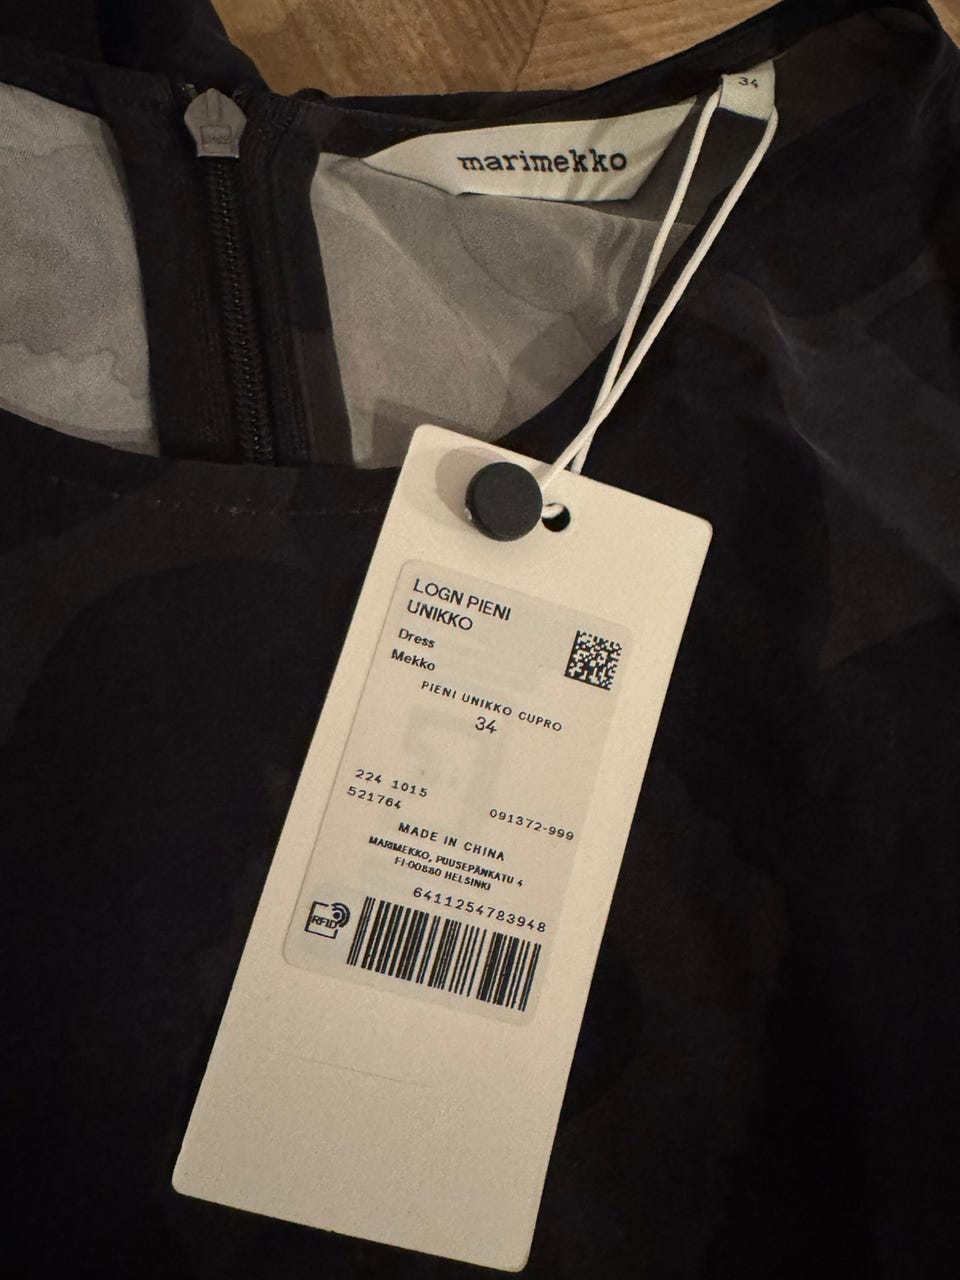 34
marimekko
LOGN PIENI
UNIKKO
Dress
Mekko
PIENI UNIKKO CUPRO
34
224 1015
521764
091372-999
MADE IN CHINA
MARIMEKKO, PUUSEPÄNKATU 4
FI-00880 HELSINKI
6411254783948
RFID